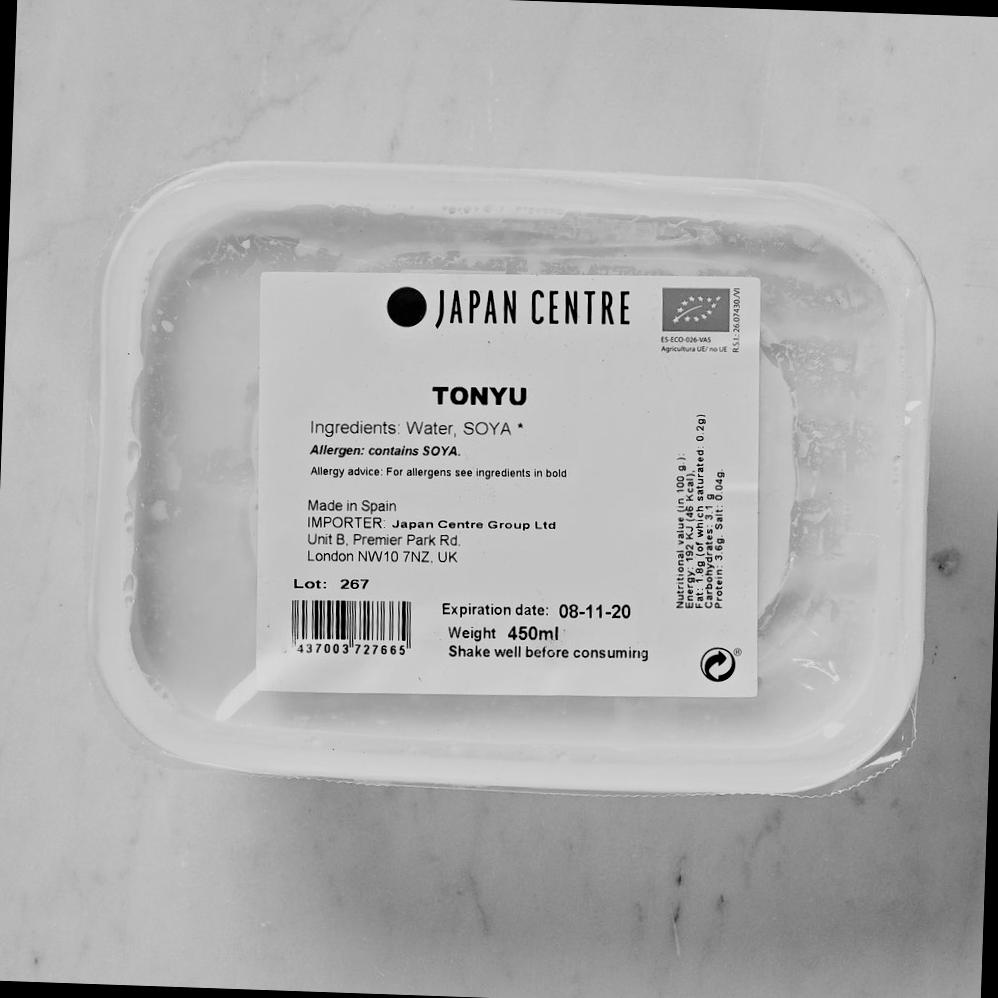 JAPAN CENTRE
ES-ECO-026-VAS
Agricultura UE/ no UE
R.S.I.: 26.07430./VI
TONYU
Ingredients: Water, SOYA *
Allergen: contains SOYA.
Allergy advice: For allergens see ingredients in bold
Made in Spain
IMPORTER: Japan Centre Group Ltd
Unit B, Premier Park Rd,
London NW10 7NZ, UK
Lot: 267
437003 727665
Expiration date: 08-11-20
Weight 450ml
Shake well before consuming
Nutritional value (in 100 g.):
Energy: 192 KJ (46 Kcal),
Fat: 1.8g (of which saturated: 0.2g)
Carbohydrates: 3.1 g
Protein: 3.6g. Salt: 0.04g.
®